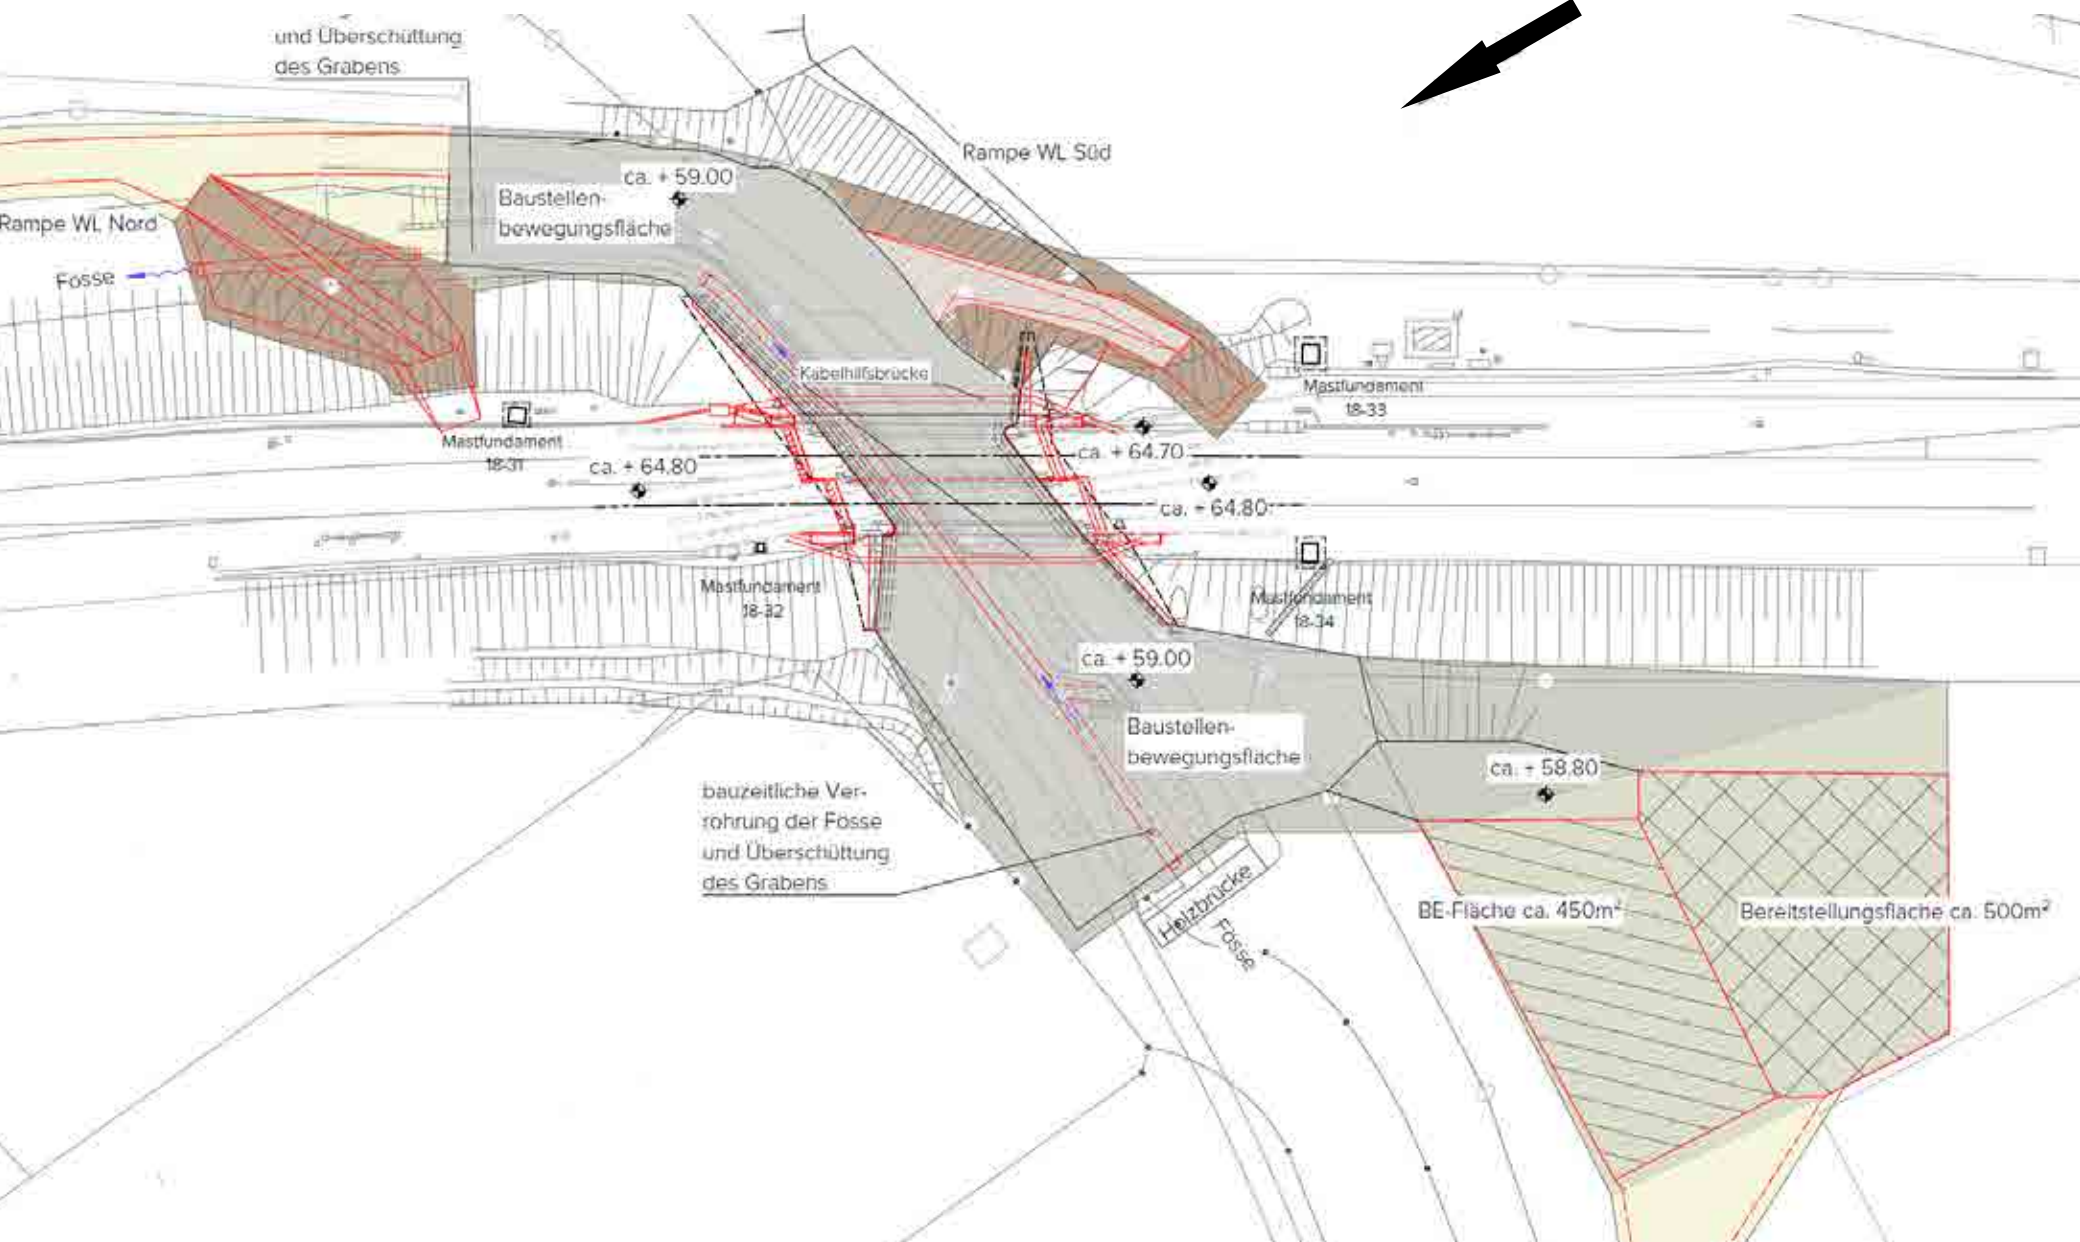 und Überschüttung
des Grabens
Rampe WL Süd
ca. + 59.00
Baustellen-
bewegungsfläche
Rampe WL Nord
Fösse
Kabelhilfsbrücke
Mastfundament
18-33
Mastfundament
18-31
ca. + 64.80
ca. + 64.70
ca. + 64.80
Mastfundament
18-32
Mastfundament
18-34
ca. + 59.00
Baustellen-
bewegungsfläche
ca. + 58.80
bauzeitliche Ver-
rohrung der Fösse
und Überschüttung
des Grabens
Holzbrücke
Fösse
BE-Fläche ca. 450m²
Bereitstellungsfläche ca. 500m²